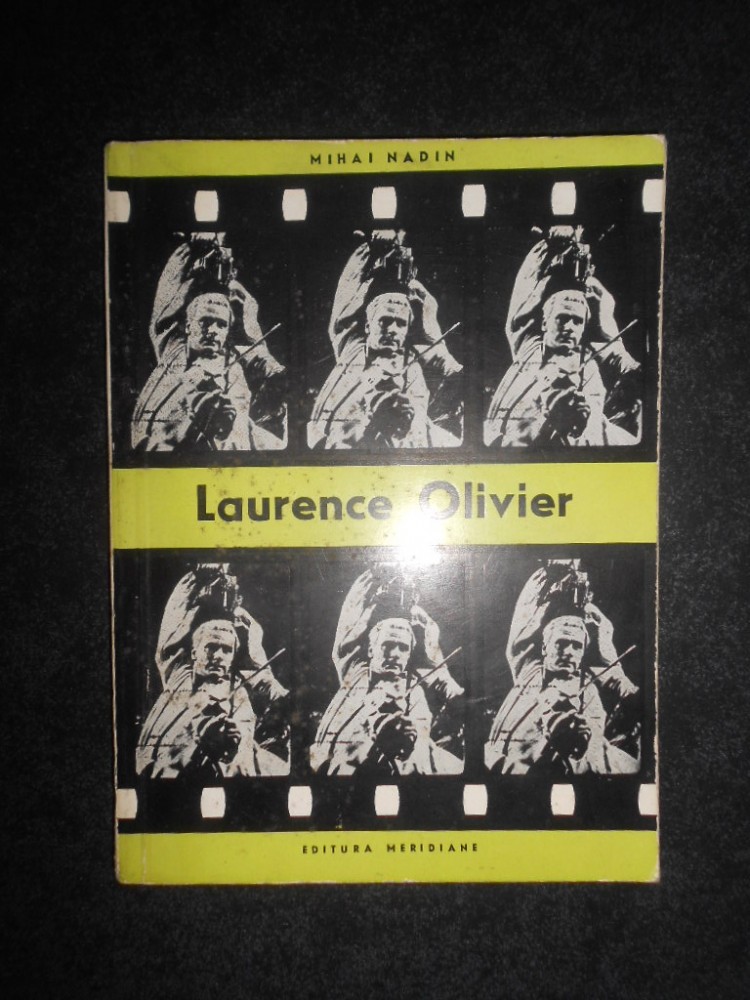 MIHAI NADIN
Laurence Olivier
EDITURA MERIDIANE